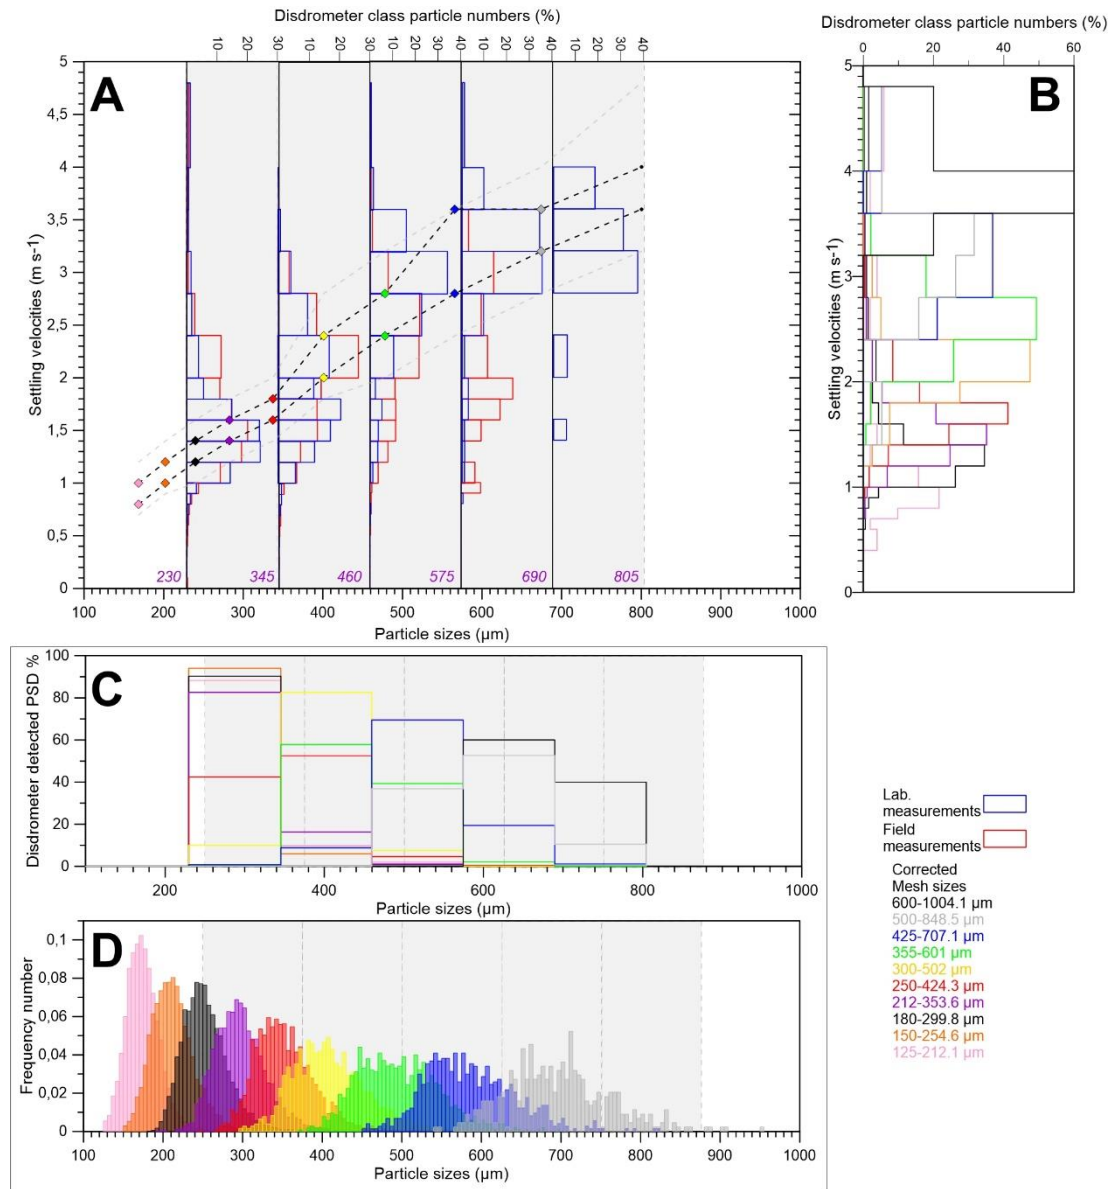 Disdrometer class particle numbers (%)
10 20 30 10 20 30 10 20 30 40 10 20 30 40 10 20 30 40
A
5
4,5
4
3,5
3
2,5
2
1,5
1
0,5
0
Settling velocities (m s-1)
230 345 460 575 690 805
100 200 300 400 500 600 700 800 900 1000
Particle sizes (µm)
Disdrometer class particle numbers (%)
0 20 40 60
B
5
4
3
2
1
0
Settling velocities (m s-1)
C
100
80
60
40
20
0
Disdrometer detected PSD %
200 400 600 800 1000
Particle sizes (µm)
D
0,1
0,08
0,06
0,04
0,02
0
Frequency number
100 200 300 400 500 600 700 800 900 1000
Particle sizes (µm)
Lab.
measurements
Field
measurements
Corrected
Mesh sizes
600-1004.1 µm
500-848.5 µm
425-707.1 µm
355-601 µm
300-502 µm
250-424.3 µm
212-353.6 µm
180-299.8 µm
150-254.6 µm
125-212.1 µm